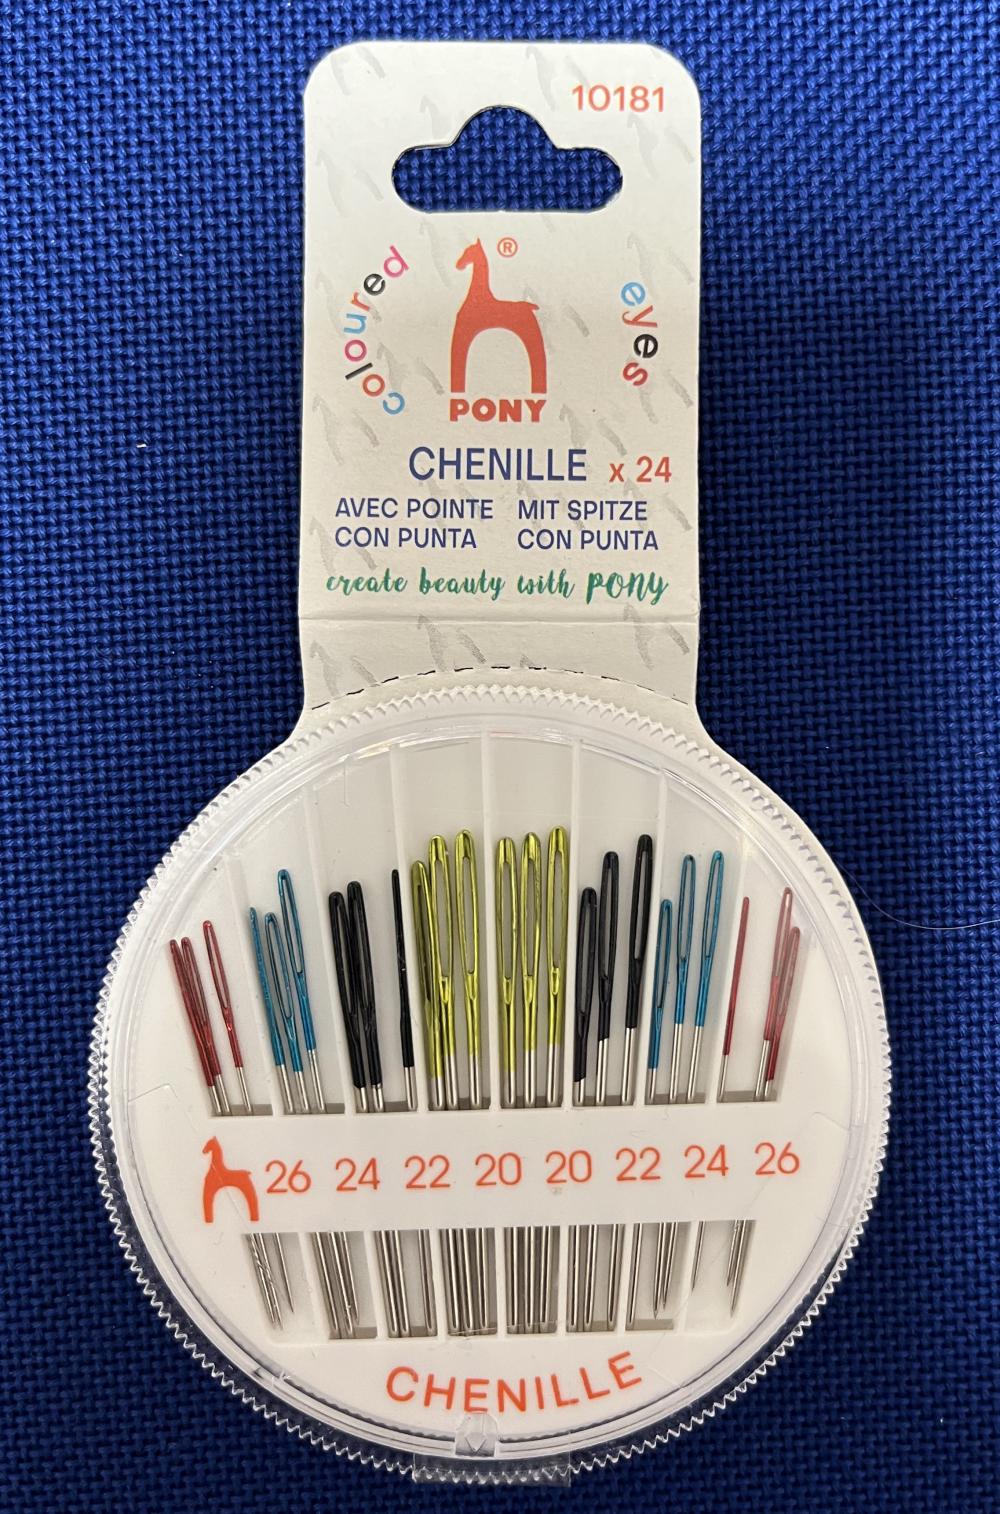 10181
coloured eyes
®
PONY
CHENILLE x 24
AVEC POINTE MIT SPITZE
CON PUNTA CON PUNTA
create beauty with PONY
26 24 22 20 20 22 24 26
CHENILLE